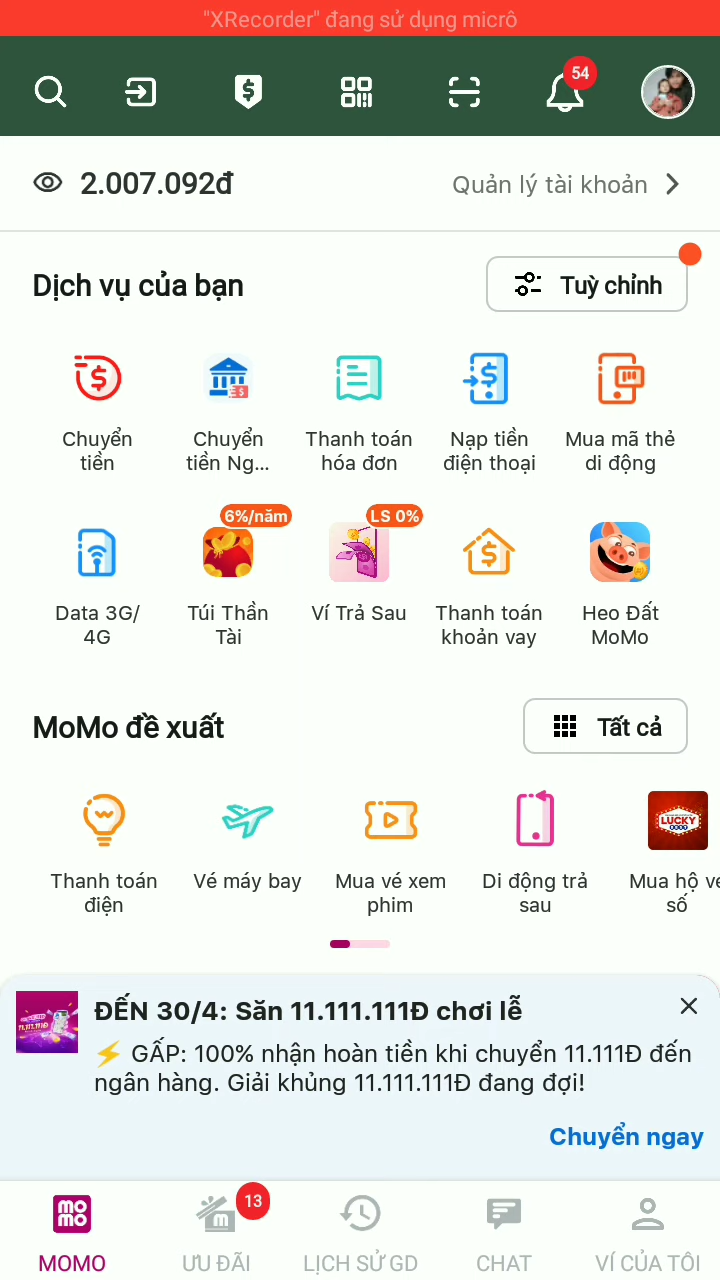 "XRecorder" đang sử dụng micrô
54
2.007.092đ
Quản lý tài khoản
Dịch vụ của bạn
Tuỳ chỉnh
Chuyển
tiền
Chuyển
tiền Ng...
Thanh toán
hóa đơn
Nạp tiền
điện thoại
Mua mã thẻ
di động
6%/năm
LS 0%
Data 3G/
4G
Túi Thần
Tài
Ví Trả Sau
Thanh toán
khoản vay
Heo Đất
MoMo
MoMo đề xuất
Tất cả
LUCKY
Thanh toán
điện
Vé máy bay
Mua vé xem
phim
Di động trả
sau
Mua hộ vé
số
ĐẾN 30/4: Săn 11.111.111Đ chơi lễ
⚡ GẤP: 100% nhận hoàn tiền khi chuyển 11.111Đ đến
ngân hàng. Giải khủng 11.111.111Đ đang đợi!
Chuyển ngay
13
MOMO
ƯU ĐÃI
LỊCH SỬ GD
CHAT
VÍ CỦA TÔI